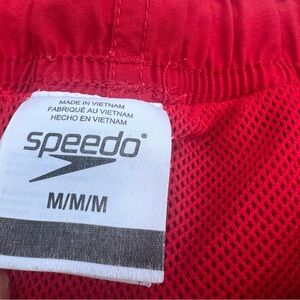 MADE IN VIETNAM
FABRIQUÉ AU VIETNAM
HECHO EN VIETNAM
speedo®
M/M/M